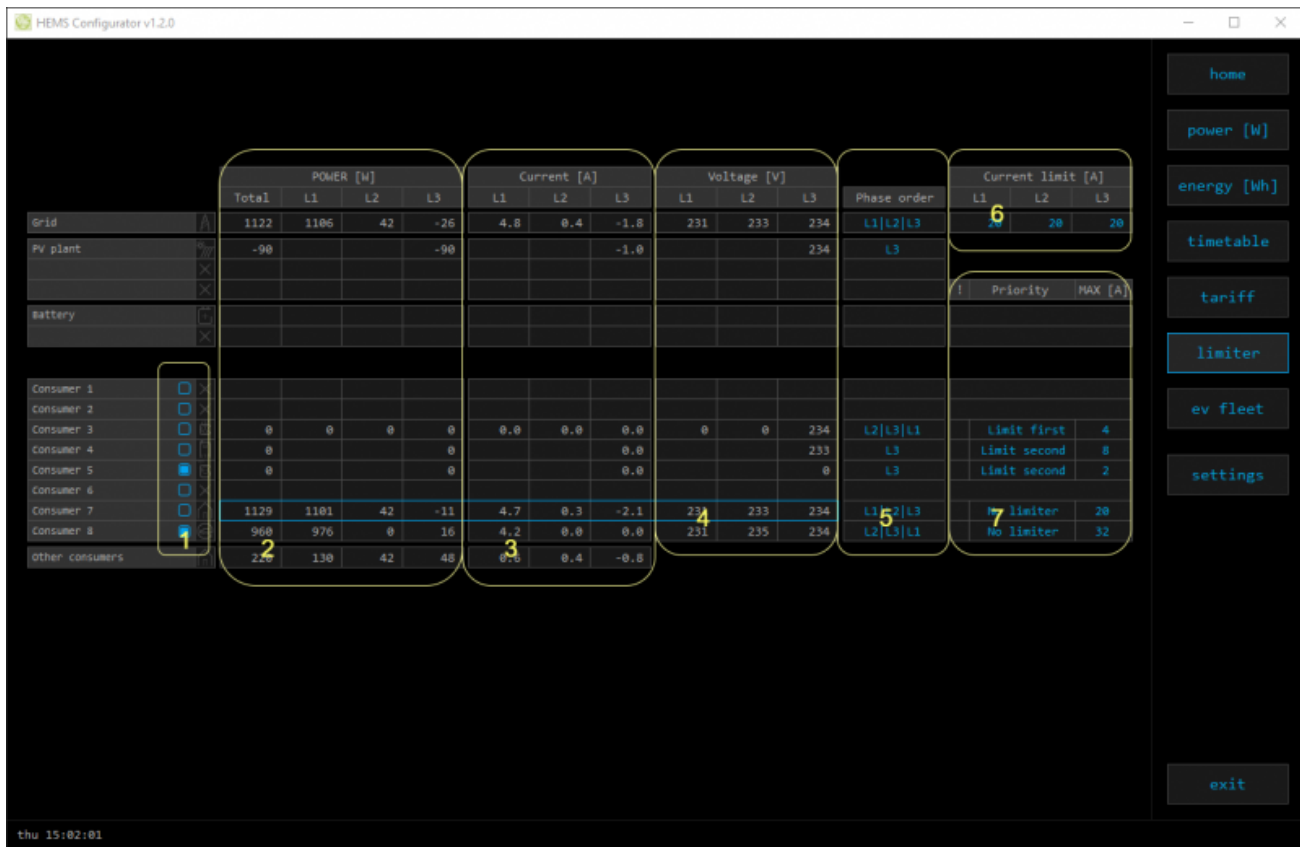 HEMS Configurator v1.2.0
home
power [W]
POWER [W] Current [A] Voltage [V] Current limit [A]
energy [Wh]
Total L1 L2 L3 L1 L2 L3 L1 L2 L3 Phase order L1 L2 L3
6
Grid 1122 1106 42 -26 4.8 0.4 -1.8 231 233 234 L1|L2|L3 20 20 20
timetable
PV plant -90 -90 -1.0 234 L3
! Priority MAX [A]
tariff
Battery
limiter
Consumer 1
Consumer 2
ev fleet
Consumer 3 0 0 0 0 0.0 0.0 0.0 0 0 234 L2|L3|L1 Limit first 4
Consumer 4 0 0 0.0 233 L3 Limit second 8
Consumer 5 0 0 0.0 0 L3 Limit second 2
settings
Consumer 6
Consumer 7 1129 1101 42 -11 4.7 0.3 -2.1 233 234 L1|L2|L3 No limiter 20
4 5 7
Consumer 8 960 976 0 16 4.2 0.0 0.0 231 235 234 L2|L3|L1 No limiter 32
1 2 3
Other consumers 130 42 48 0.4 -0.8
exit
thu 15:02:01